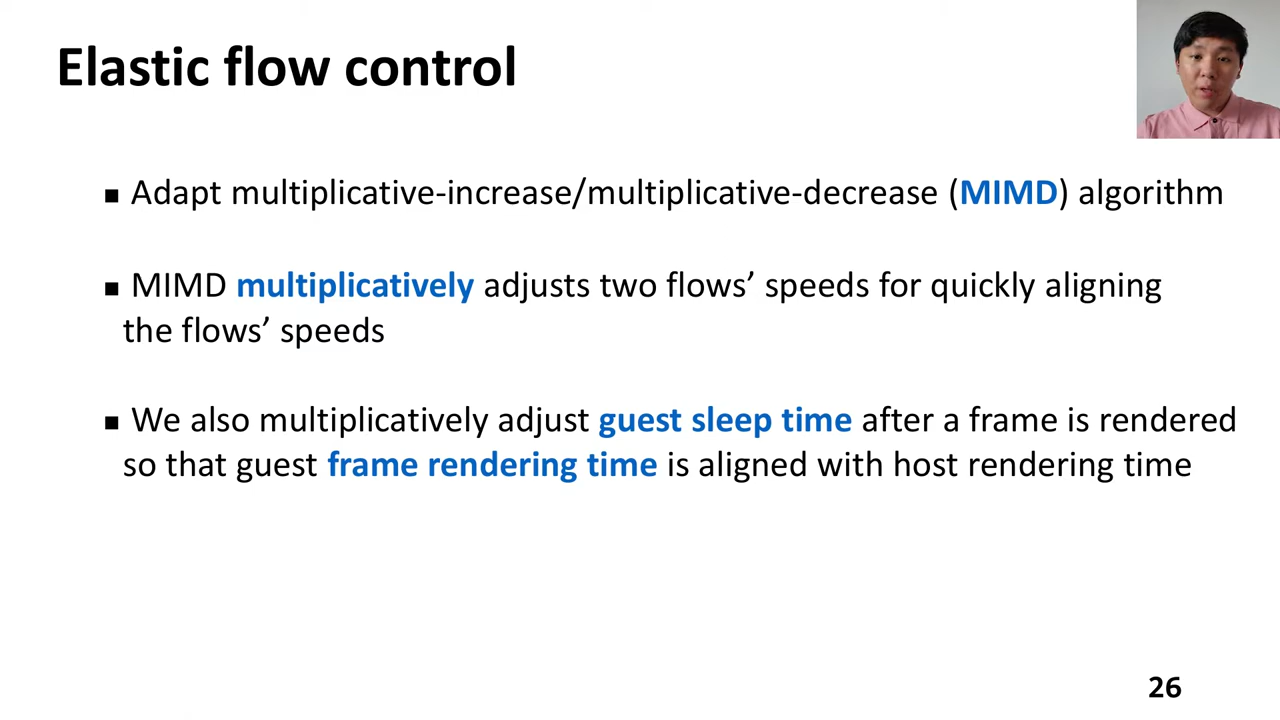 Elastic flow control
▪ Adapt multiplicative-increase/multiplicative-decrease (MIMD) algorithm
▪ MIMD multiplicatively adjusts two flows’ speeds for quickly aligning
the flows’ speeds
▪ We also multiplicatively adjust guest sleep time after a frame is rendered
so that guest frame rendering time is aligned with host rendering time
26